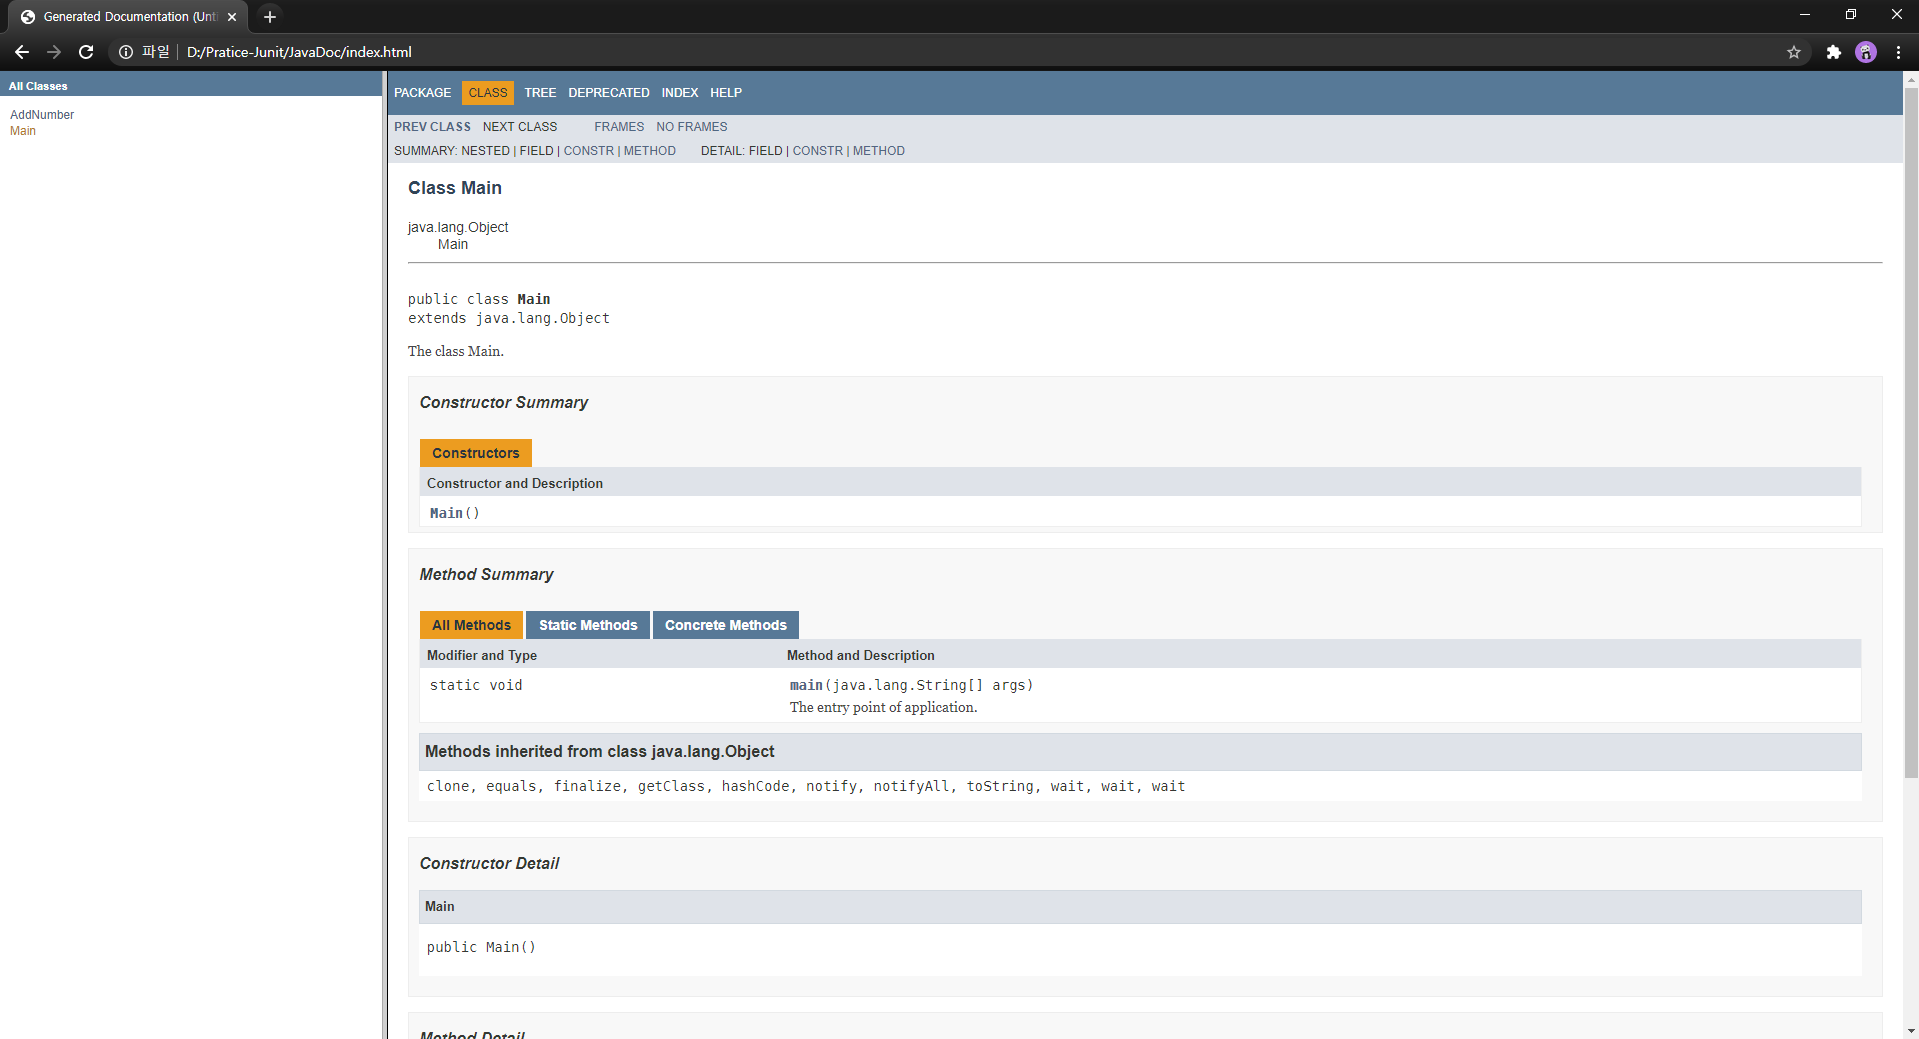 Generated Documentation (Unti
파일 D:/Pratice-Junit/JavaDoc/index.html
All Classes
AddNumber
Main
PACKAGE CLASS TREE DEPRECATED INDEX HELP
PREV CLASS NEXT CLASS FRAMES NO FRAMES
SUMMARY: NESTED | FIELD | CONSTR | METHOD DETAIL: FIELD | CONSTR | METHOD
Class Main
java.lang.Object
Main
public class Main
extends java.lang.Object
The class Main.
Constructor Summary
Constructors
Constructor and Description
Main()
Method Summary
All Methods Static Methods Concrete Methods
Modifier and Type Method and Description
static void main(java.lang.String[] args)
The entry point of application.
Methods inherited from class java.lang.Object
clone, equals, finalize, getClass, hashCode, notify, notifyAll, toString, wait, wait, wait
Constructor Detail
Main
public Main()
Method Detail